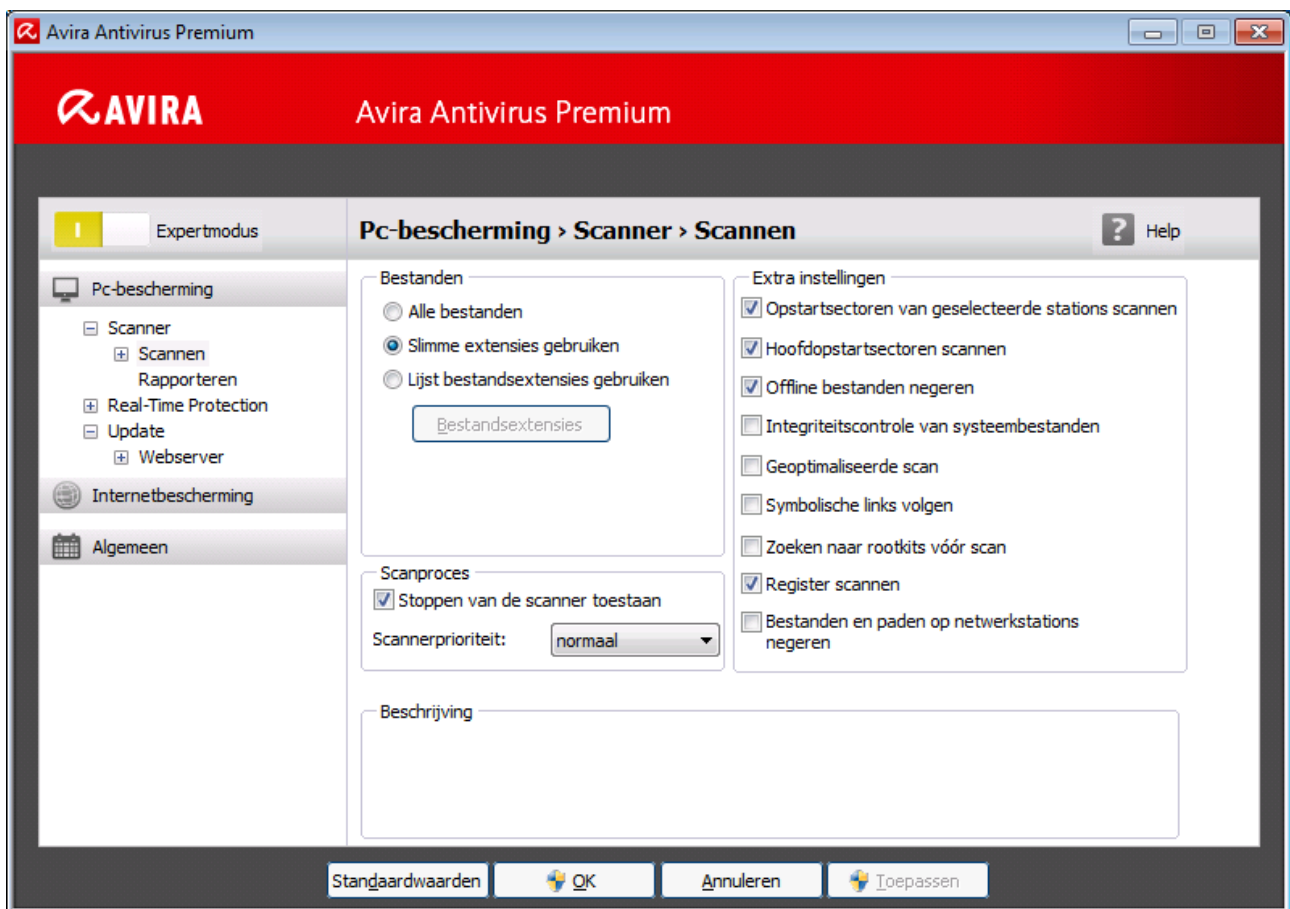 Avira Antivirus Premium
AVIRA
Avira Antivirus Premium
Expertmodus
Pc-bescherming › Scanner › Scannen
? Help
Pc-bescherming
Scanner
Scannen
Rapporteren
Real-Time Protection
Update
Webserver
Internetbescherming
Algemeen
Bestanden
Alle bestanden
Slimme extensies gebruiken
Lijst bestandsextensies gebruiken
Bestandsextensies
Scanproces
Stoppen van de scanner toestaan
Scannerprioriteit: normaal
Extra instellingen
Opstartsectoren van geselecteerde stations scannen
Hoofdopstartsectoren scannen
Offline bestanden negeren
Integriteitscontrole van systeembestanden
Geoptimaliseerde scan
Symbolische links volgen
Zoeken naar rootkits vóór scan
Register scannen
Bestanden en paden op netwerkstations
negeren
Beschrijving
Standaardwaarden OK Annuleren Toepassen